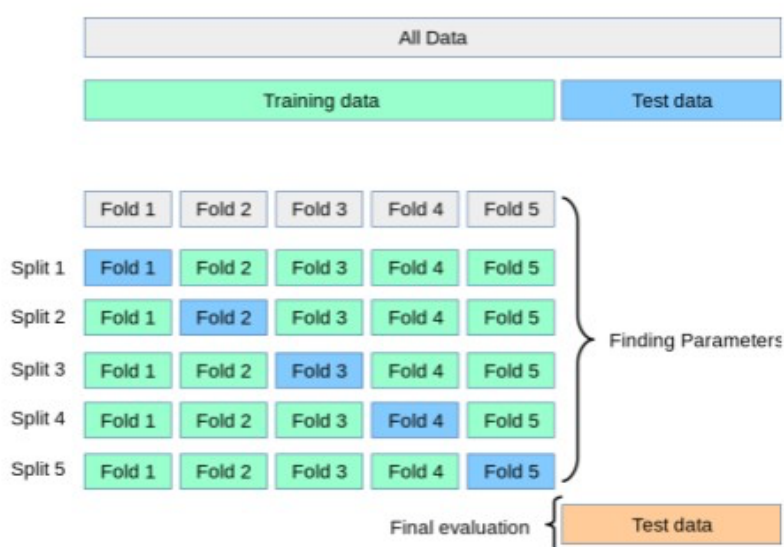 All Data
Training data Test data
Fold 1 Fold 2 Fold 3 Fold 4 Fold 5
Split 1 Fold 1 Fold 2 Fold 3 Fold 4 Fold 5
Split 2 Fold 1 Fold 2 Fold 3 Fold 4 Fold 5
Finding Parameters
Split 3 Fold 1 Fold 2 Fold 3 Fold 4 Fold 5
Split 4 Fold 1 Fold 2 Fold 3 Fold 4 Fold 5
Split 5 Fold 1 Fold 2 Fold 3 Fold 4 Fold 5
Final evaluation Test data